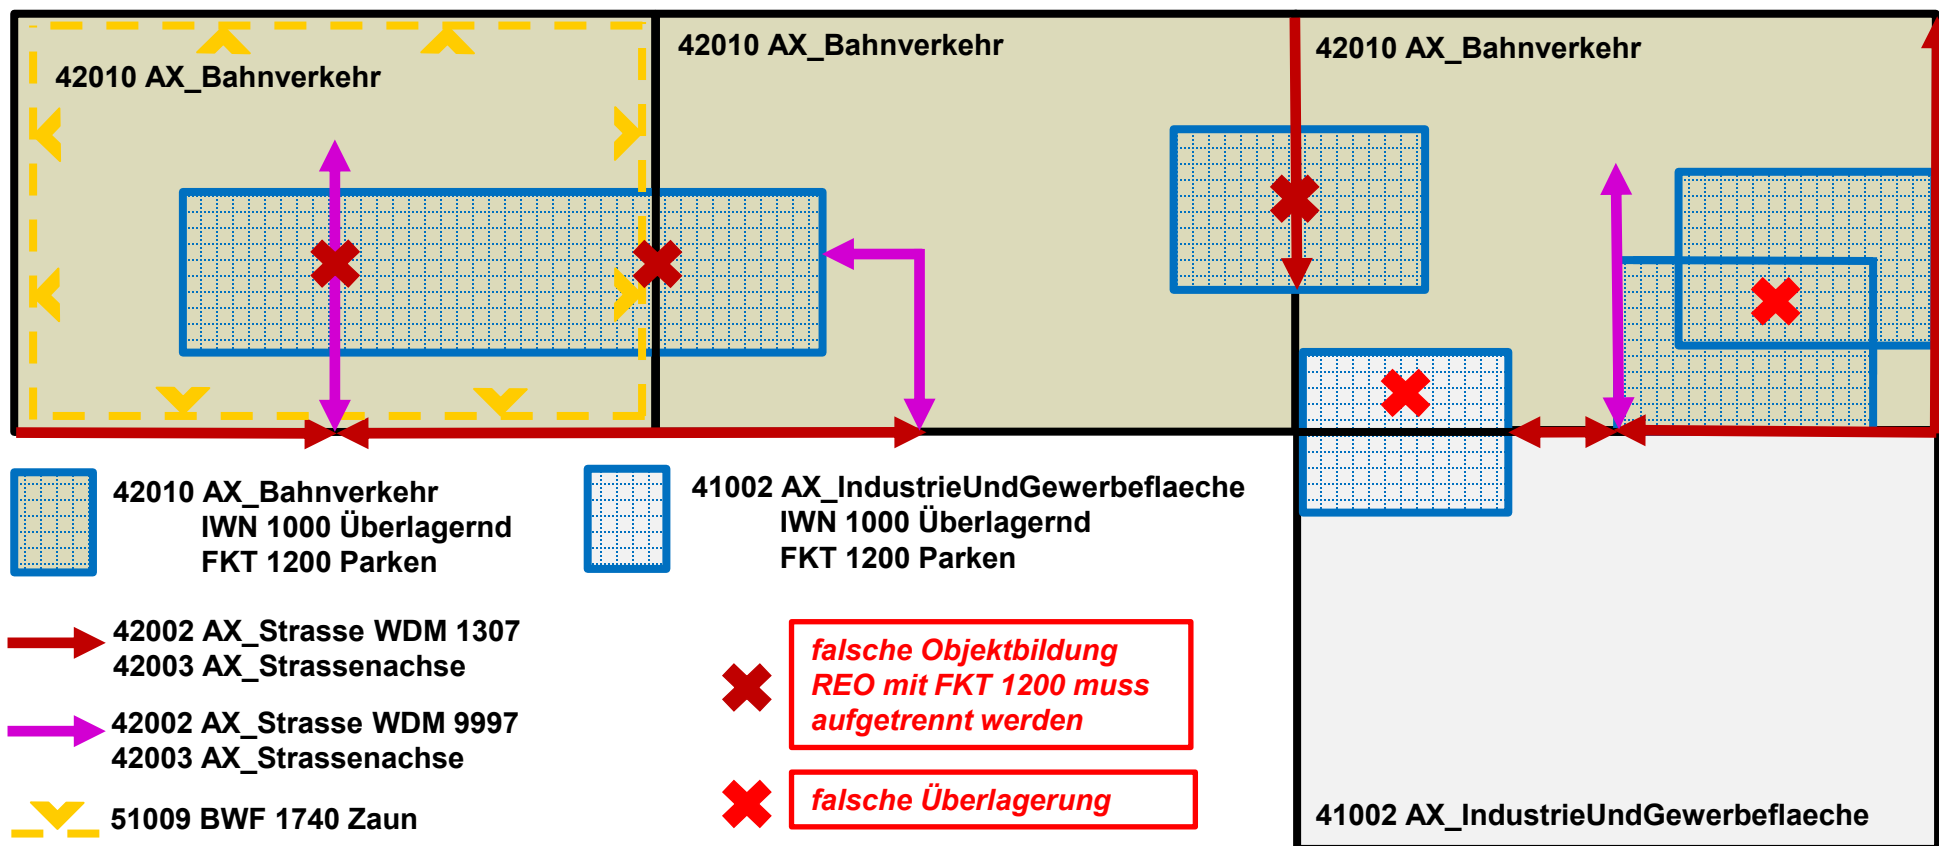 42010 AX_Bahnverkehr
42010 AX_Bahnverkehr
42010 AX_Bahnverkehr
42010 AX_Bahnverkehr
IWN 1000 Überlagernd
FKT 1200 Parken
41002 AX_IndustrieUndGewerbeflaeche
IWN 1000 Überlagernd
FKT 1200 Parken
42002 AX_Strasse WDM 1307
42003 AX_Strassenachse
42002 AX_Strasse WDM 9997
42003 AX_Strassenachse
51009 BWF 1740 Zaun
falsche Objektbildung
REO mit FKT 1200 muss
aufgetrennt werden
falsche Überlagerung
41002 AX_IndustrieUndGewerbeflaeche